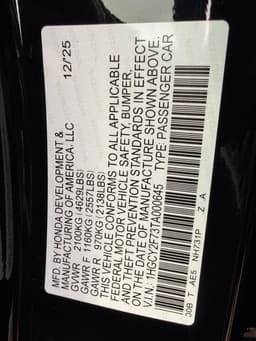 MFD. BY HONDA DEVELOPMENT & 12/25
MANUFACTURING OF AMERICA, LLC
GVWR 2100KG(4629LBS)
GAWR F 1160KG(2557LBS)
GAWR R 970KG(2138LBS)
THIS VEHICLE CONFORMS TO ALL APPLICABLE
FEDERAL MOTOR VEHICLE SAFETY, BUMPER,
AND THEFT PREVENTION STANDARDS IN EFFECT
ON THE DATE OF MANUFACTURE SHOWN ABOVE.
V.I.N.: 1HGCY2F73TA000645 TYPE: PASSENGER CAR
30B T AE5 NH731P Z A